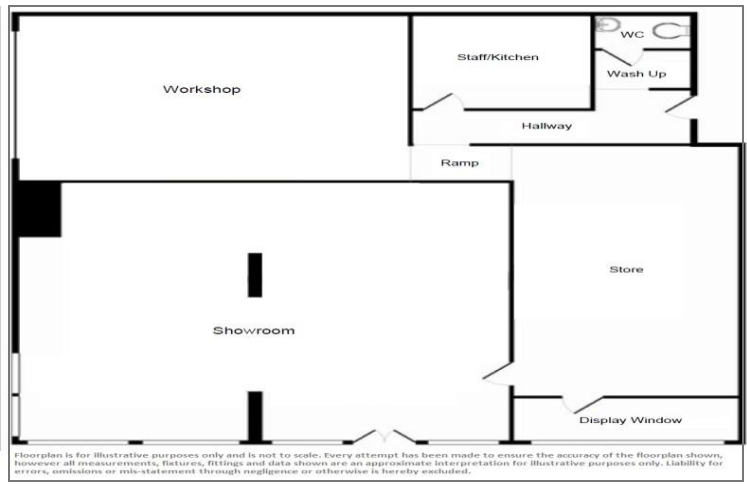 WC
Staff/Kitchen
Wash Up
Workshop
Hallway
Ramp
Store
Showroom
Display Window
Floorplan is for illustrative purposes only and is not to scale. Every attempt has been made to ensure the accuracy of the floorplan shown,
however all measurements, fixtures, fittings and data shown are an approximate interpretation for illustrative purposes only. Liability for
errors, omissions or mis-statement through negligence or otherwise is hereby excluded.